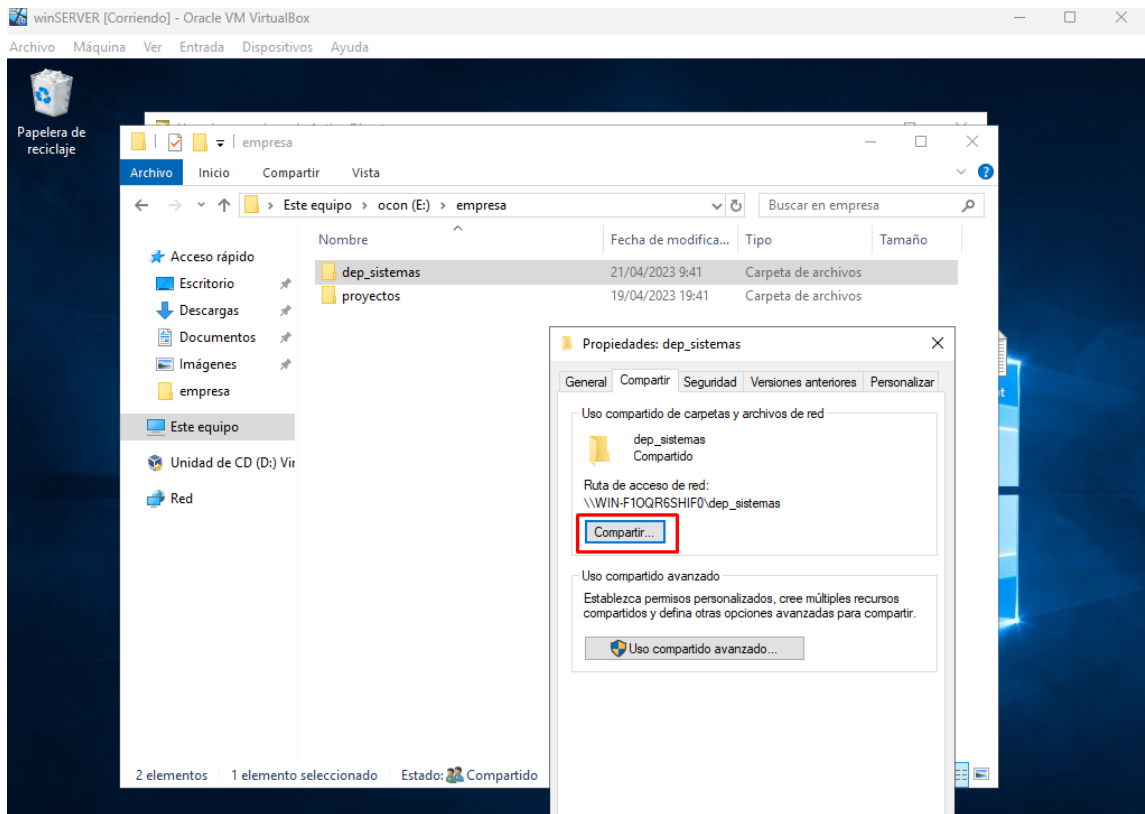 winSERVER [Corriendo] - Oracle VM VirtualBox
Archivo Máquina Ver Entrada Dispositivos Ayuda
Papelera de
reciclaje
empresa
Archivo Inicio Compartir Vista
Este equipo > ocon (E:) > empresa
Buscar en empresa
Nombre Fecha de modifica... Tipo Tamaño
Acceso rápido
Escritorio
Descargas
Documentos
Imágenes
empresa
Este equipo
Unidad de CD (D:) Vir
Red
dep_sistemas 21/04/2023 9:41 Carpeta de archivos
proyectos 19/04/2023 19:41 Carpeta de archivos
Propiedades: dep_sistemas
General Compartir Seguridad Versiones anteriores Personalizar
Uso compartido de carpetas y archivos de red
dep_sistemas
Compartido
Ruta de acceso de red:
\\WIN-F1OQR6SHIF0\dep_sistemas
Compartir...
Uso compartido avanzado
Establezca permisos personalizados, cree múltiples recursos
compartidos y defina otras opciones avanzadas para compartir.
Uso compartido avanzado...
2 elementos 1 elemento seleccionado Estado: Compartido